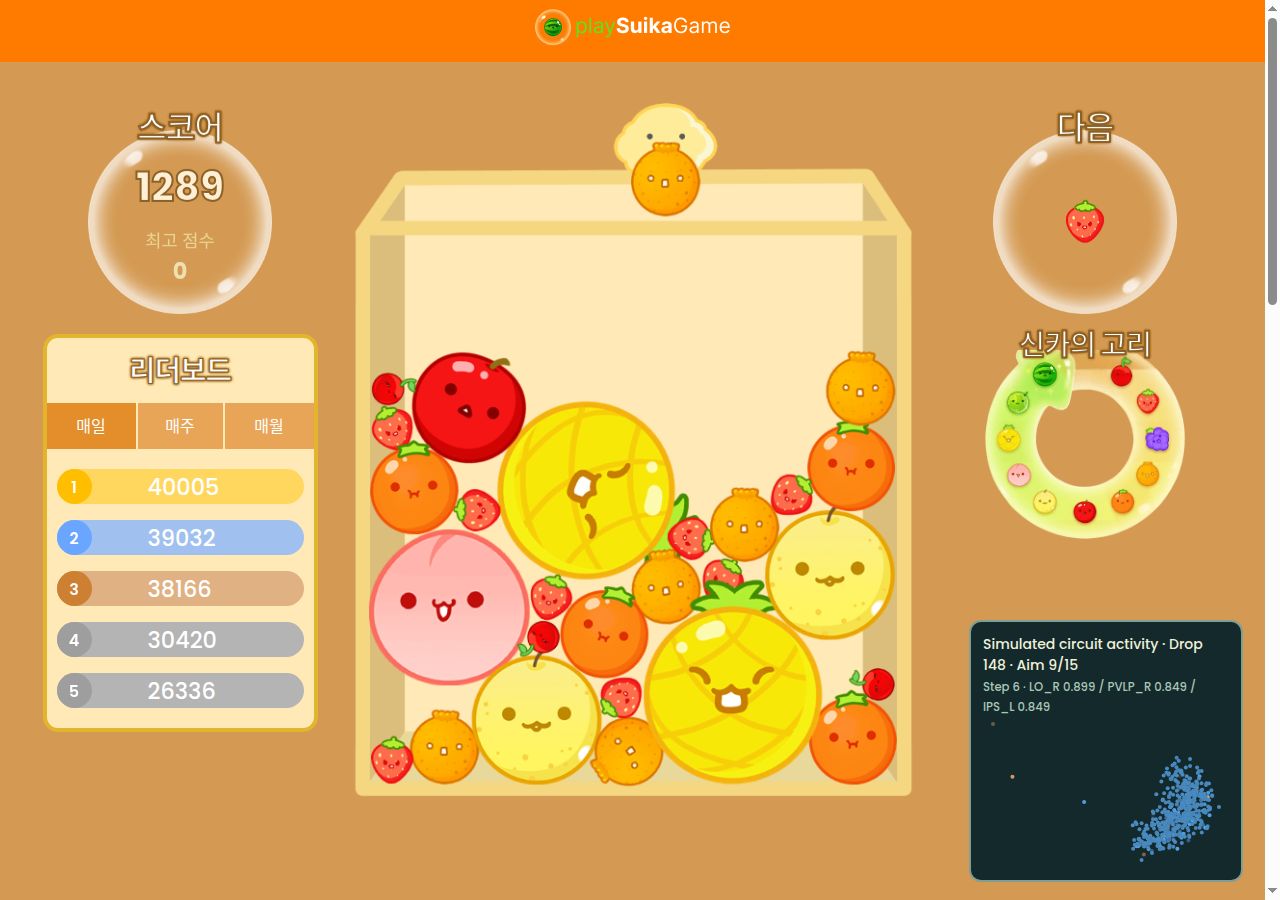 playSuikaGame
스코어
1289
최고 점수
0
다음
신카의 고리
리더보드
매일 매주 매월
1 40005
2 39032
3 38166
4 30420
5 26336
Simulated circuit activity · Drop
148 · Aim 9/15
Step 6 · LO_R 0.899 / PVLP_R 0.849 /
IPS_L 0.849